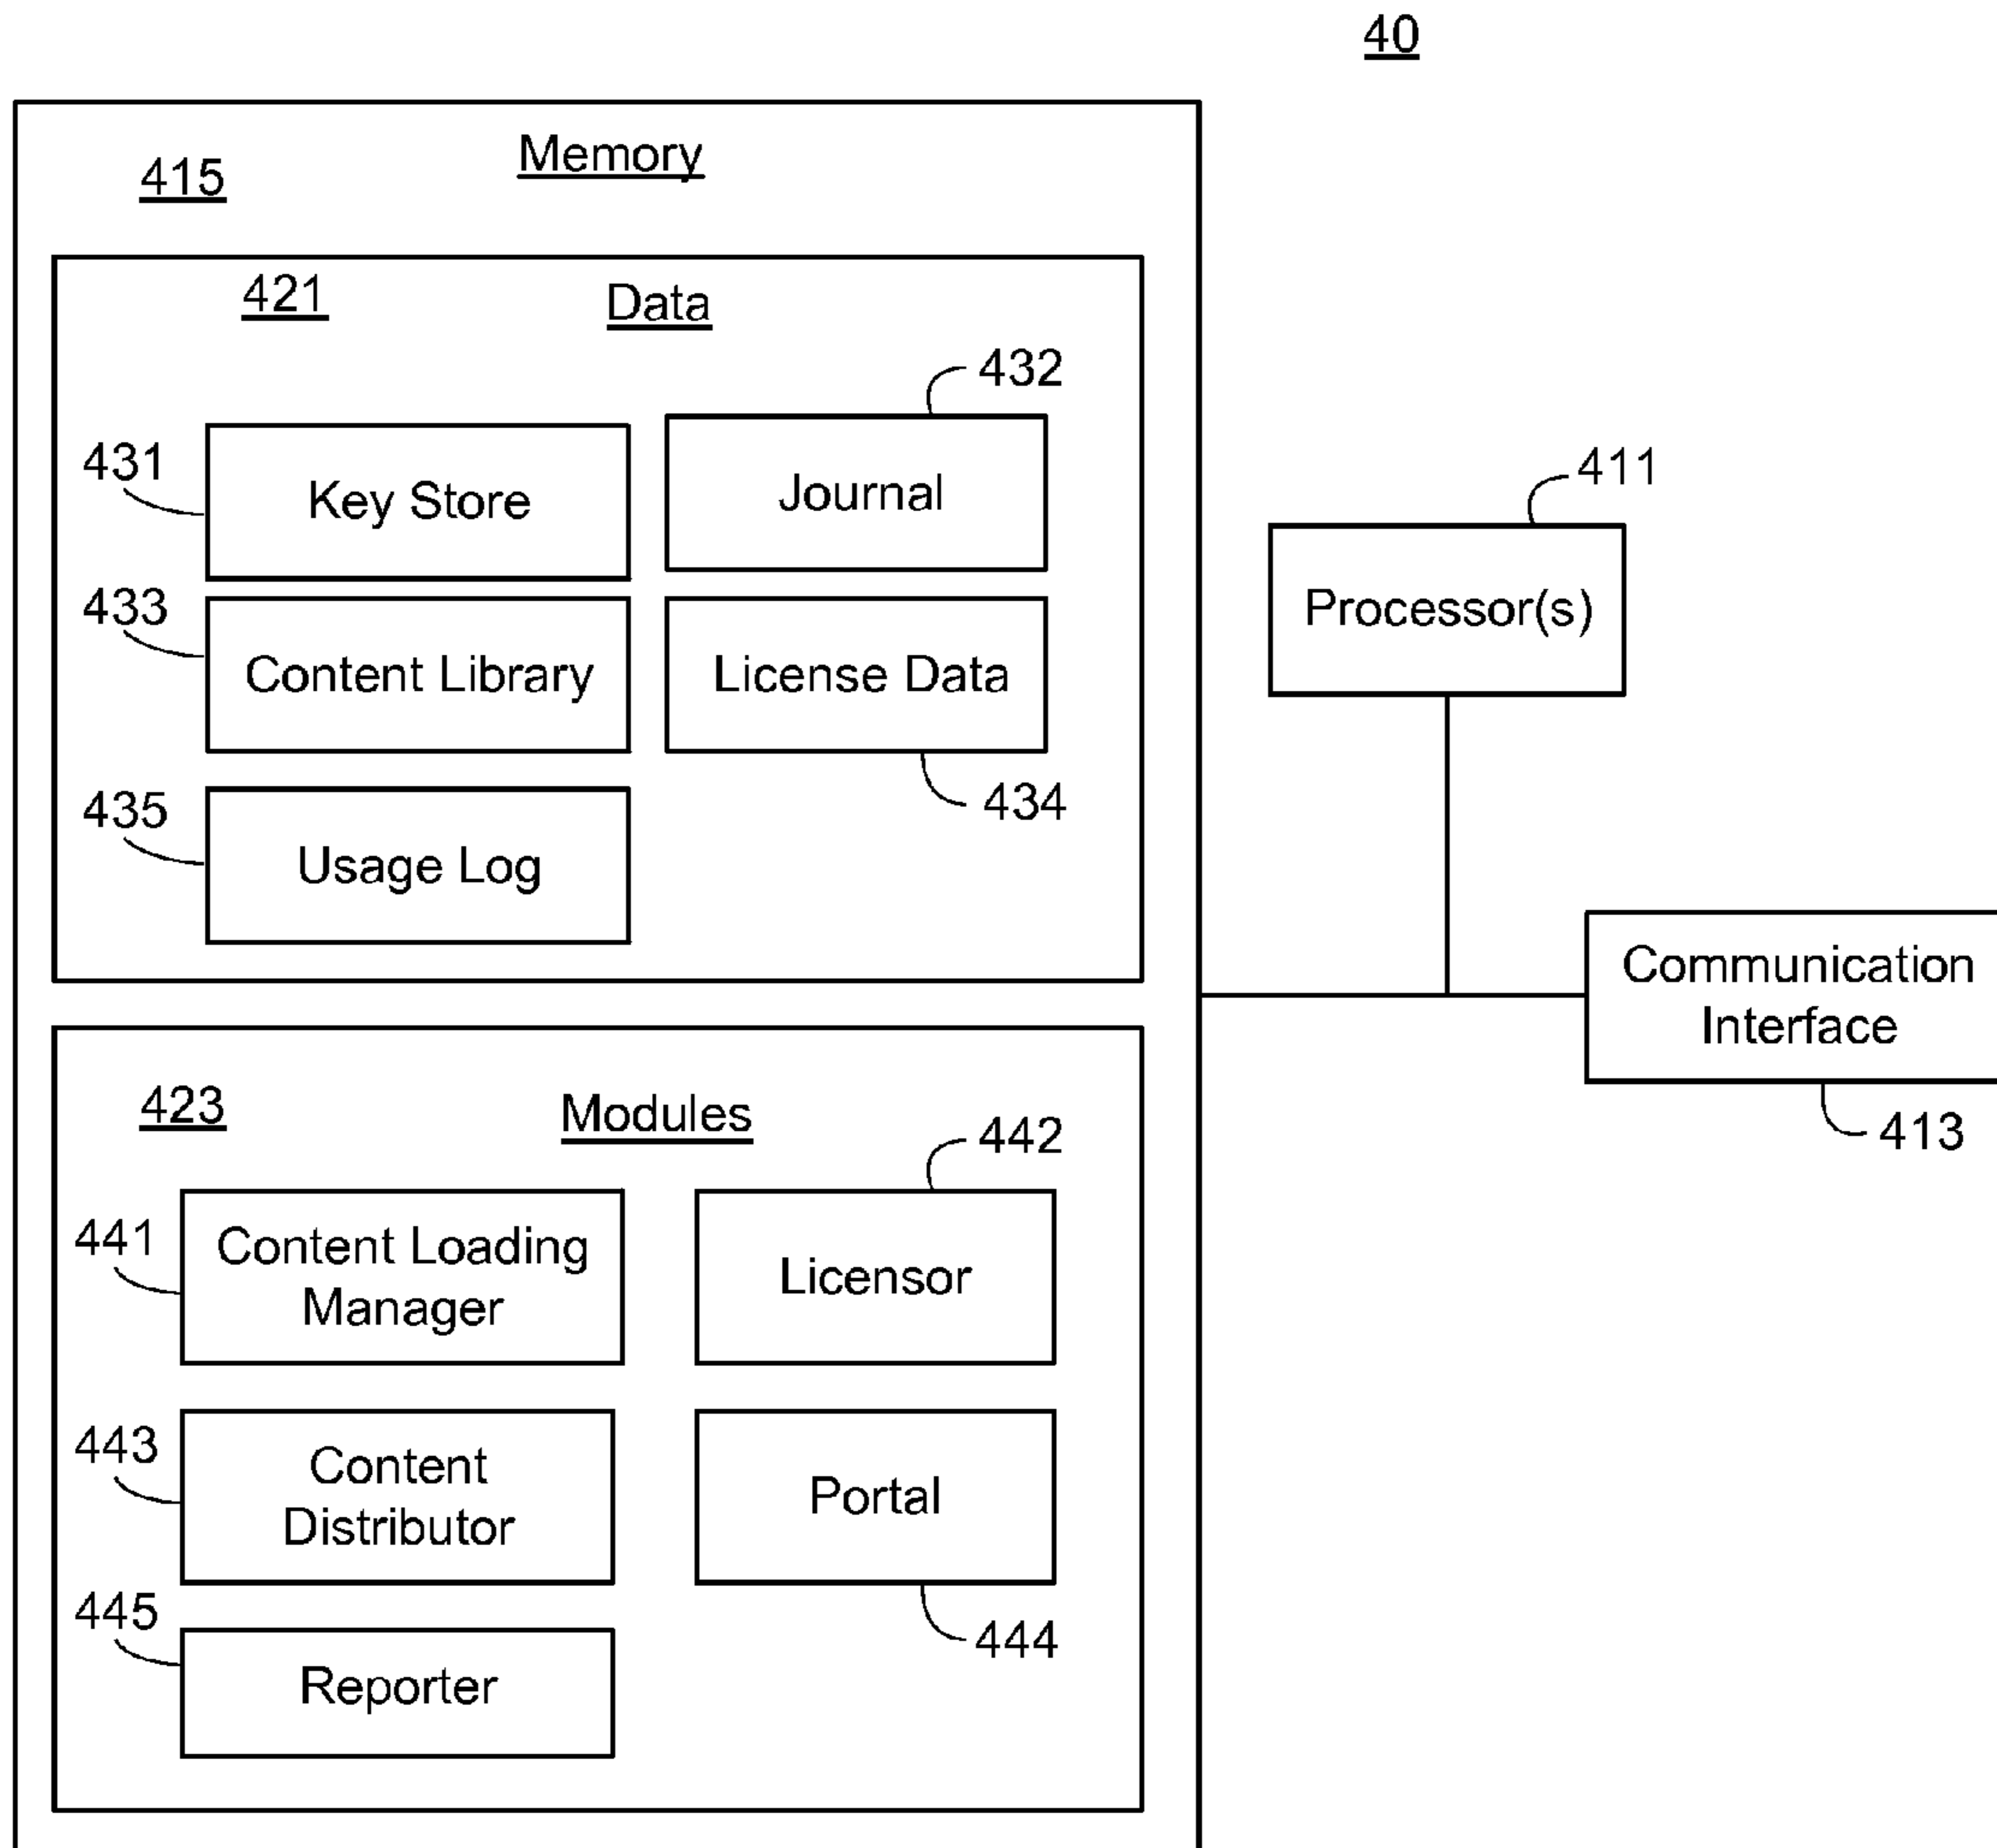 40
Memory
415
421
Data
432
431
Key Store
Journal
411
Processor(s)
433
Content Library
License Data
434
435
Usage Log
Communication
Interface
413
423
Modules
442
441
Content Loading
Manager
Licensor
443
Content
Distributor
Portal
444
445
Reporter